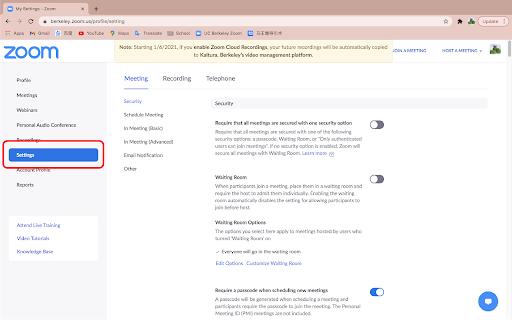 My Settings - Zoom
berkeley.zoom.us/profile/setting
Update
Apps
Gmail
百度
YouTube
Maps
Translate
School
UC Berkeley Zoom
zoom
Note: Starting 1/6/2021, if you enable Zoom Cloud Recordings, your future recordings will be automatically copied
to Kaltura, Berkeley's video management platform.
JOIN A MEETING
HOST A MEETING
Profile
Meetings
Webinars
Personal Audio Conference
Recordings
Settings
Account Profile
Reports
Attend Live Training
Video Tutorials
Knowledge Base
Meeting
Recording
Telephone
Security
Schedule Meeting
In Meeting (Basic)
In Meeting (Advanced)
Email Notification
Other
Security
Require that all meetings are secured with one security option
Require that all meetings are secured with one of the following
security options: a passcode, Waiting Room, or "Only authenticated
users can join meetings". If no security option is enabled, Zoom will
secure all meetings with Waiting Room. Learn more
Waiting Room
When participants join a meeting, place them in a waiting room and
require the host to admit them individually. Enabling the waiting
room automatically disables the setting for allowing participants to
join before host.
Waiting Room Options
The options you select here apply to meetings hosted by users who
turned 'Waiting Room' on
✓ Everyone will go in the waiting room
Edit Options
Customize Waiting Room
Require a passcode when scheduling new meetings
A passcode will be generated when scheduling a meeting and
participants require the passcode to join the meeting. The Personal
Meeting ID (PMI) meetings are not included.